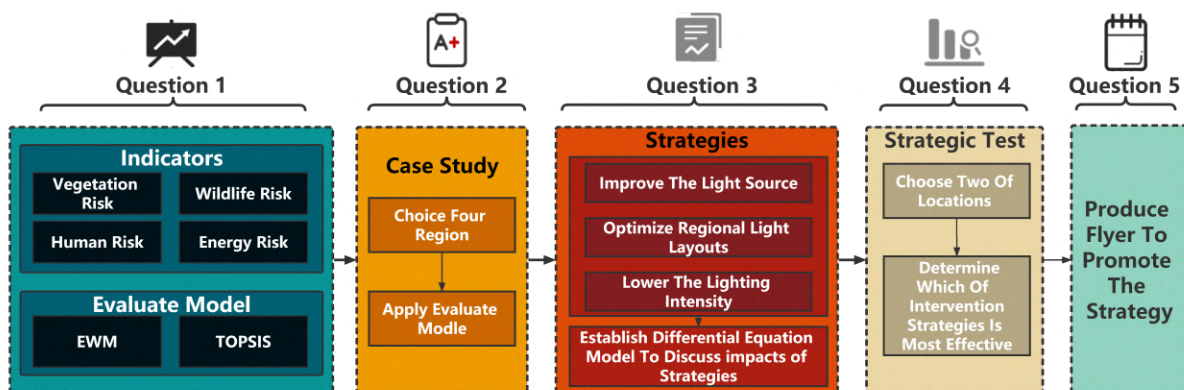 A+
Question 1
Question 2
Question 3
Question 4
Question 5
Indicators
Vegetation
Risk
Wildlife Risk
Human Risk
Energy Risk
Evaluate Model
EWM
TOPSIS
Case Study
Choice Four
Region
Apply Evaluate
Modle
Strategies
Improve The Light Source
Optimize Regional Light
Layouts
Lower The Lighting
Intensity
Establish Differential Equation
Model To Discuss impacts of
Strategies
Strategic Test
Choose Two Of
Locations
Determine
Which Of
Intervention
Strategies Is
Most Effective
Produce
Flyer To
Promote
The
Strategy